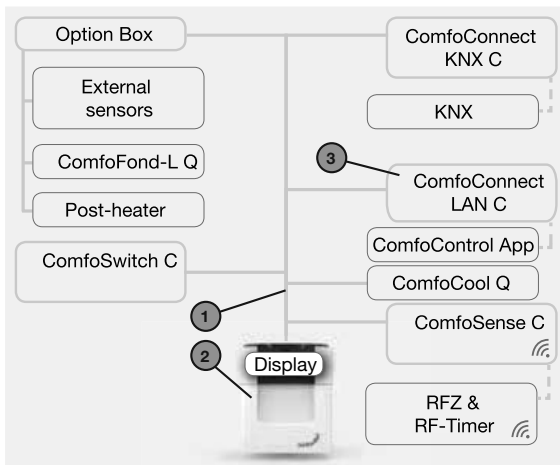 Option Box
External
sensors
ComfoFond-L Q
Post-heater
ComfoSwitch C
1
2
Display
3
ComfoConnect
KNX C
KNX
ComfoConnect
LAN C
ComfoControl App
ComfoCool Q
ComfoSense C
RFZ &
RF-Timer